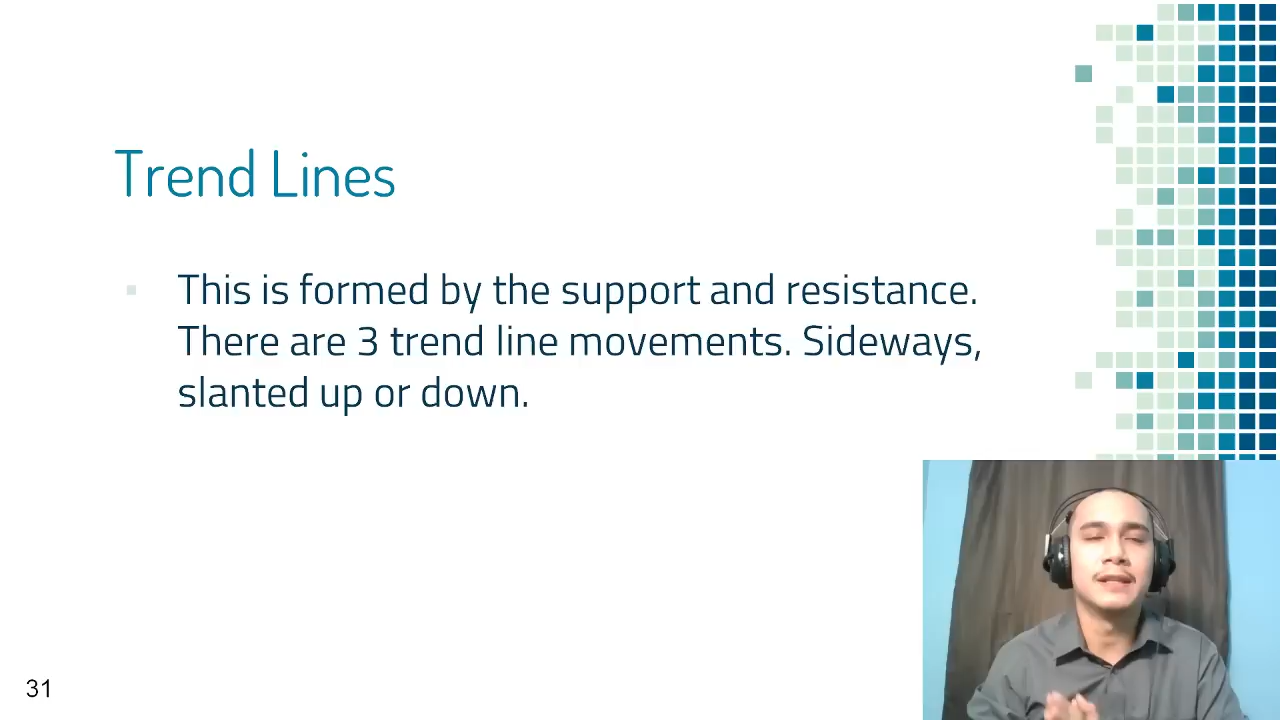 Trend Lines
This is formed by the support and resistance.
There are 3 trend line movements. Sideways,
slanted up or down.
31